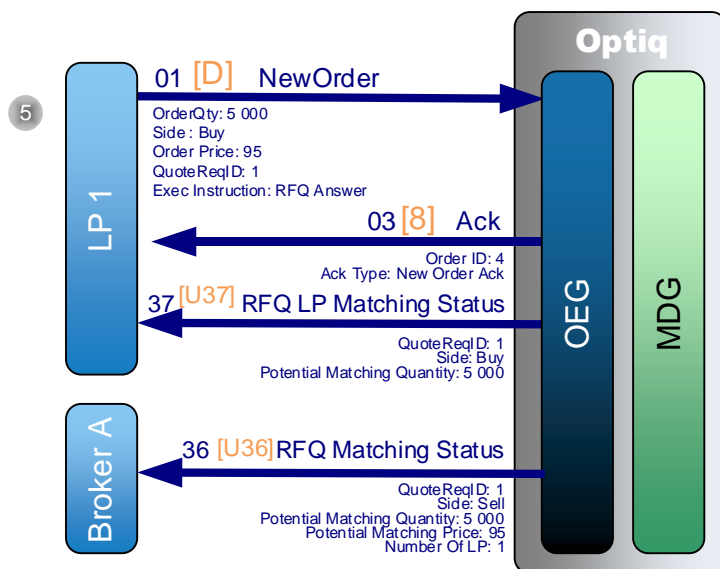 Optiq
5
LP 1
01 [D] NewOrder
OrderQty: 5 000
Side : Buy
Order Price: 95
QuoteReqID: 1
Exec Instruction: RFQ Answer
03 [8] Ack
Order ID: 4
Ack Type: New Order Ack
37 [U37] RFQ LP Matching Status
QuoteReqID: 1
Side: Buy
Potential Matching Quantity: 5 000
OEG
MDG
Broker A
36 [U36] RFQ Matching Status
QuoteReqID: 1
Side: Sell
Potential Matching Quantity: 5 000
Potential Matching Price: 95
Number Of LP: 1